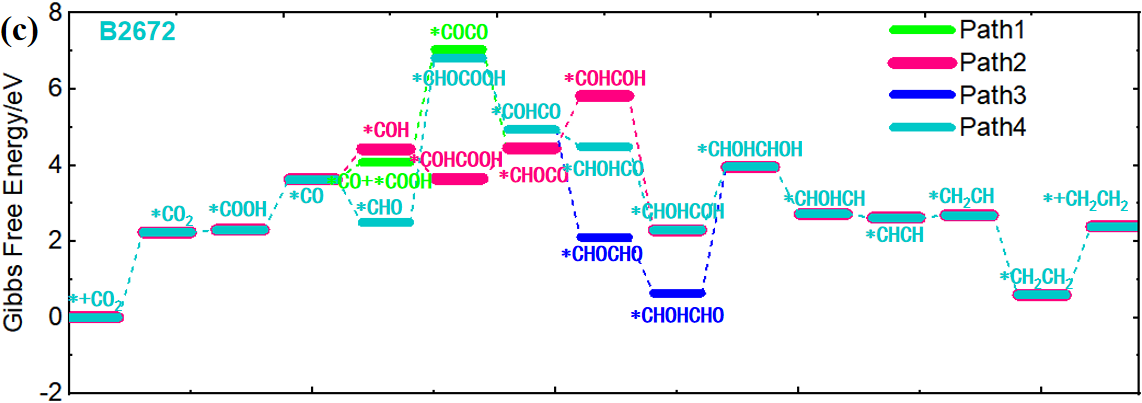 (c)
B2672
Gibbs Free Energy/eV
8
6
4
2
0
-2
Path1
Path2
Path3
Path4
*+CO₂
*CO₂
*COOH
*CO
*COH
*CO+*COOH
*CHO
*COCO
*CHOCOOH
*COHCOOH
*COHCO
*CHOCO
*COHCOH
*CHOHCO
*CHOCHO
*CHOHCOH
*CHOHCHO
*CHOHCHOH
*CHOHCH
*CHCH
*CH₂CH
*CH₂CH₂
*+CH₂CH₂